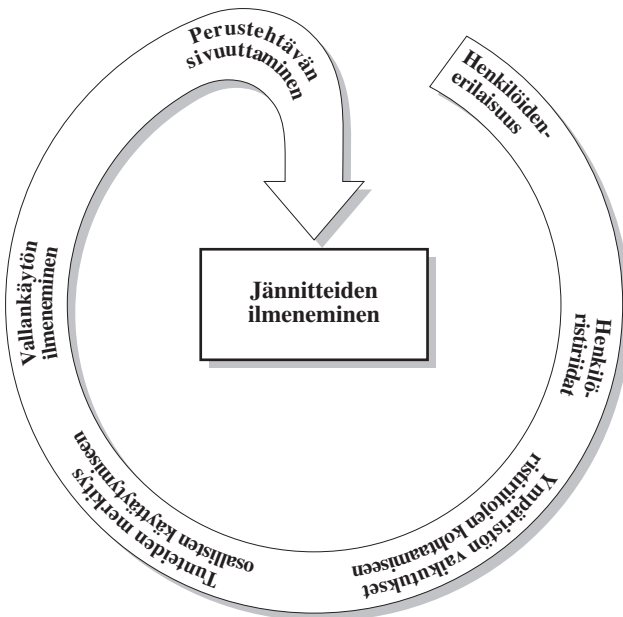 Henkilöiden-
erilaisuus
Henkilö-
ristiriidat
Ympäristön vaikutukset
ristiriitojen kohtaamiseen
Tunteiden merkitys
osallisten käyttäytymiseen
Vallankäytön
ilmeneminen
Perustehtävän
sivuuttaminen
Jännitteiden
ilmeneminen